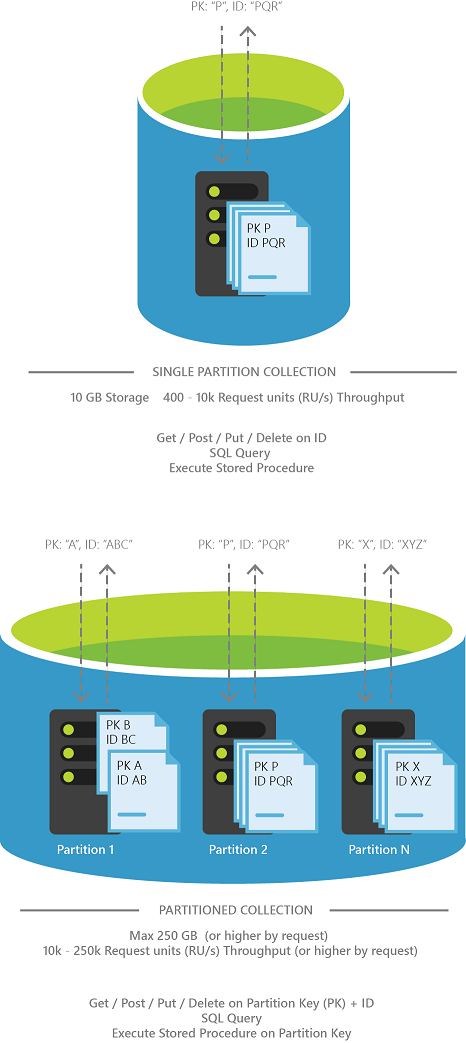 PK: “P”, ID: “PQR”
PK P
ID PQR
SINGLE PARTITION COLLECTION
10 GB Storage 400 - 10k Request units (RU/s) Throughput
Get / Post / Put / Delete on ID
SQL Query
Execute Stored Procedure
PK: “A”, ID: “ABC”
PK: “P”, ID: “PQR”
PK: “X”, ID: “XYZ”
PK B
ID BC
PK A
ID AB
PK P
ID PQR
PK X
ID XYZ
Partition 1
Partition 2
Partition N
PARTITIONED COLLECTION
Max 250 GB (or higher by request)
10k - 250k Request units (RU/s) Throughput (or higher by request)
Get / Post / Put / Delete on Partition Key (PK) + ID
SQL Query
Execute Stored Procedure on Partition Key